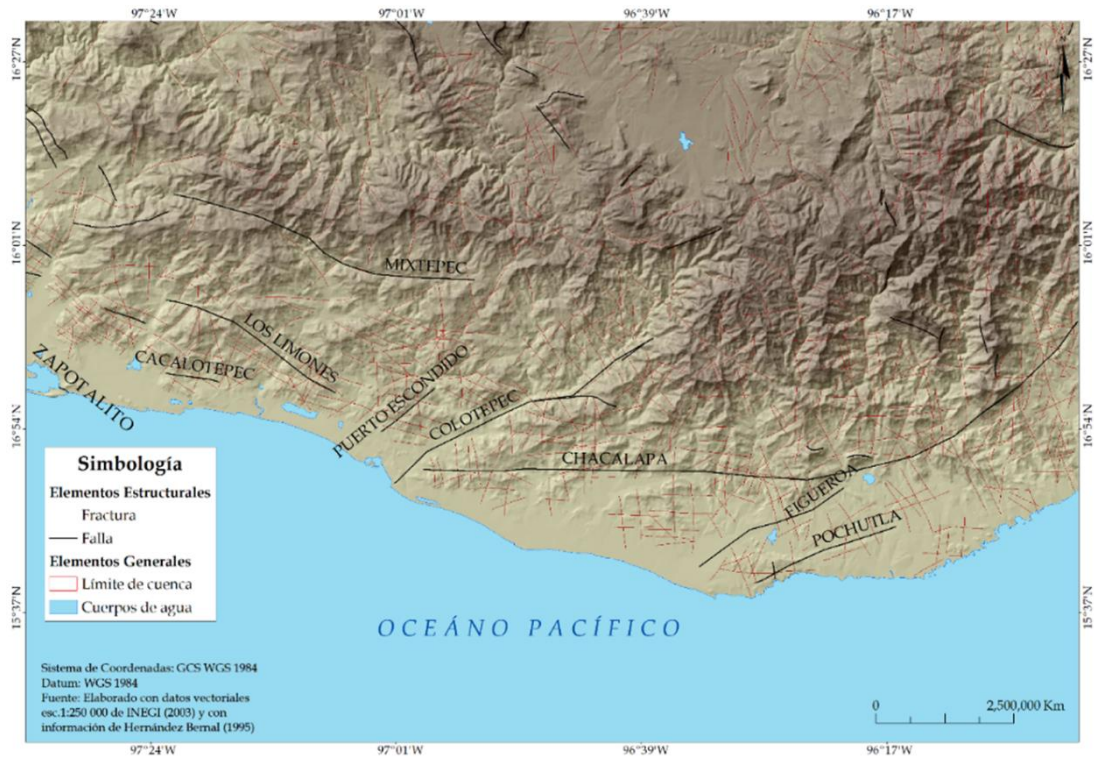 97°24'W 97°01'W 96°39'W 96°17'W
16°27'N 16°27'N
16°01'N 16°01'N
MIXTEPEC
LOS LIMONES
CACALOTEPEC
ZAPOTALITO
PUERTO ESCONDIDO
COLOTEPEC
16°54'N 16°54'N
CHACALAPA
FIGUEROA
POCHUTLA
Simbología
Elementos Estructurales
Fractura
Falla
Elementos Generales
Límite de cuenca
Cuerpos de agua
15°37'N 15°37'N
OCEÁNO PACÍFICO
Sistema de Coordenadas: GCS WGS 1984
Datum: WGS 1984
Fuente: Elaborado con datos vectoriales
esc.1:250 000 de INEGI (2003) y con
información de Hernández Bernal (1995)
0 2,500,000 Km
97°24'W 97°01'W 96°39'W 96°17'W